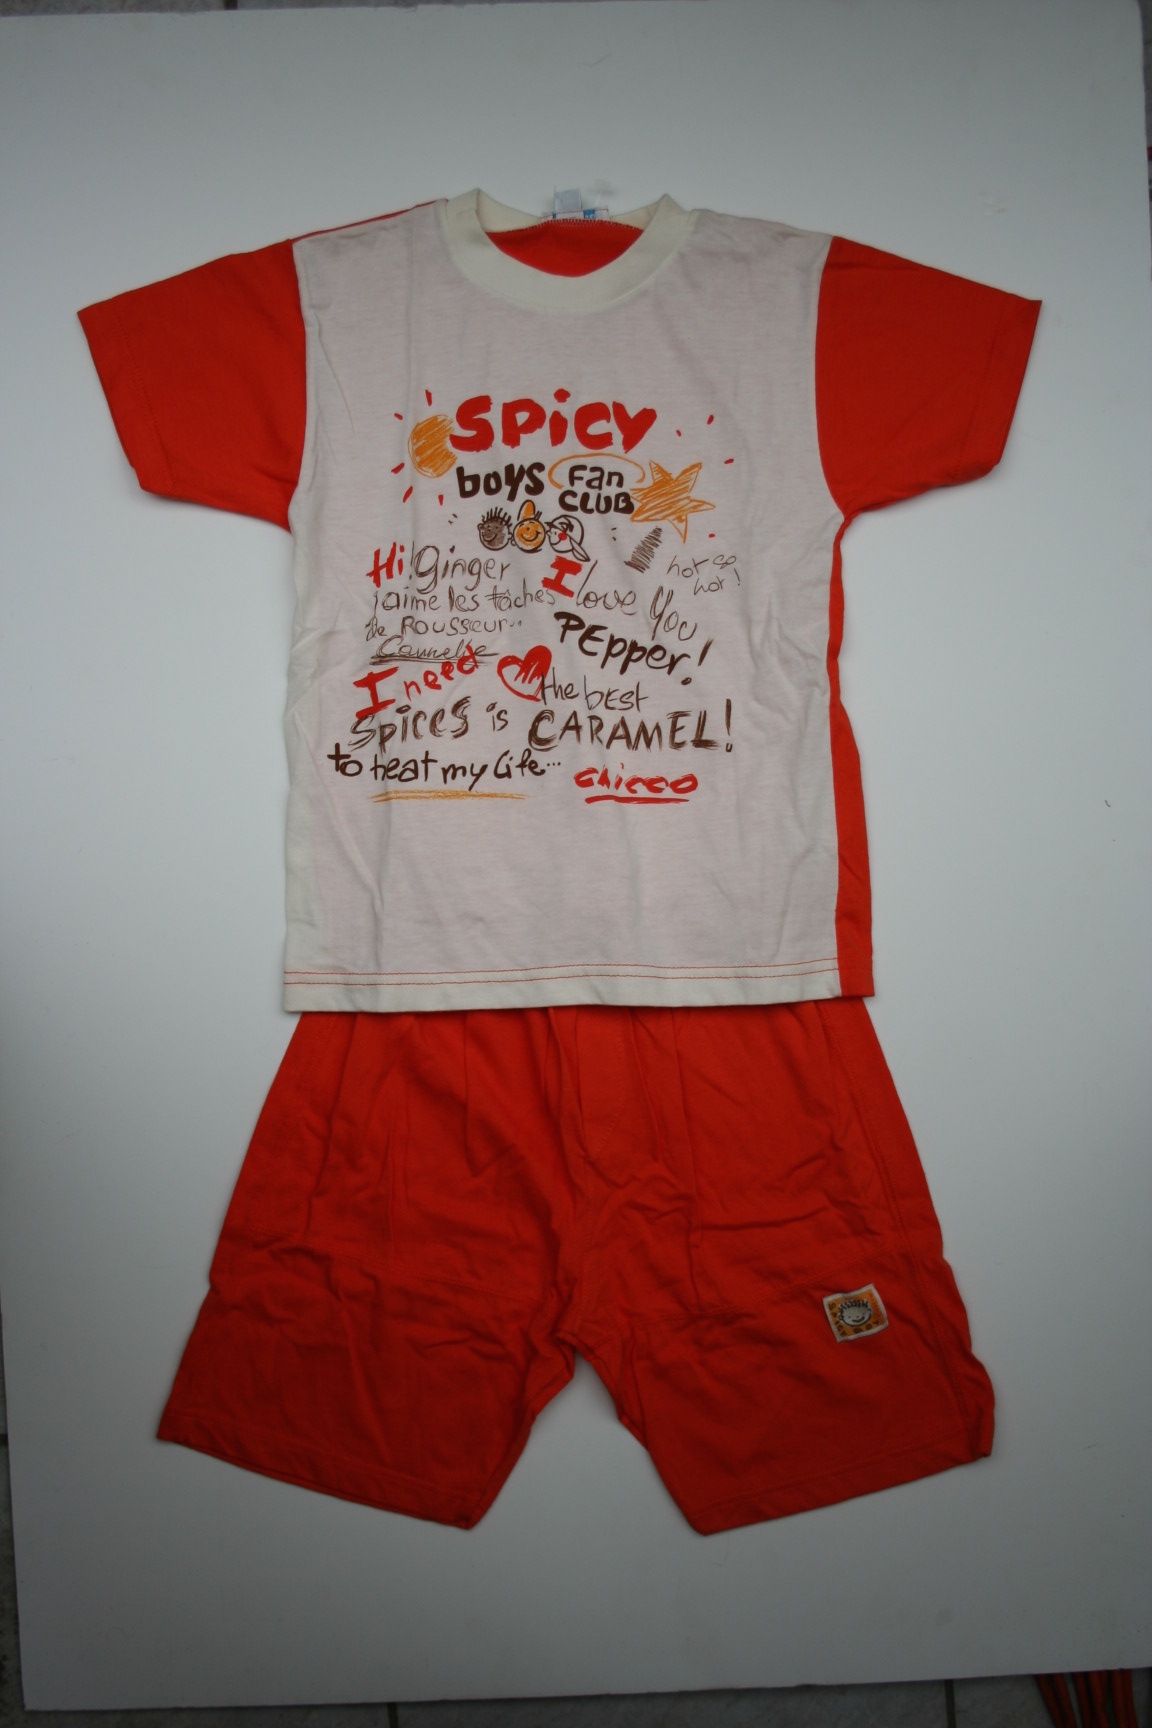 SPicy
boys Fan
CLUB
Hi! Ginger
j'aime les tâches
de Rousseur..
Cannelle
hot so
hot!
I love you
PEpper!
I need
the bEst
Spices is CARAMEL!
to heat my Life...
chicco